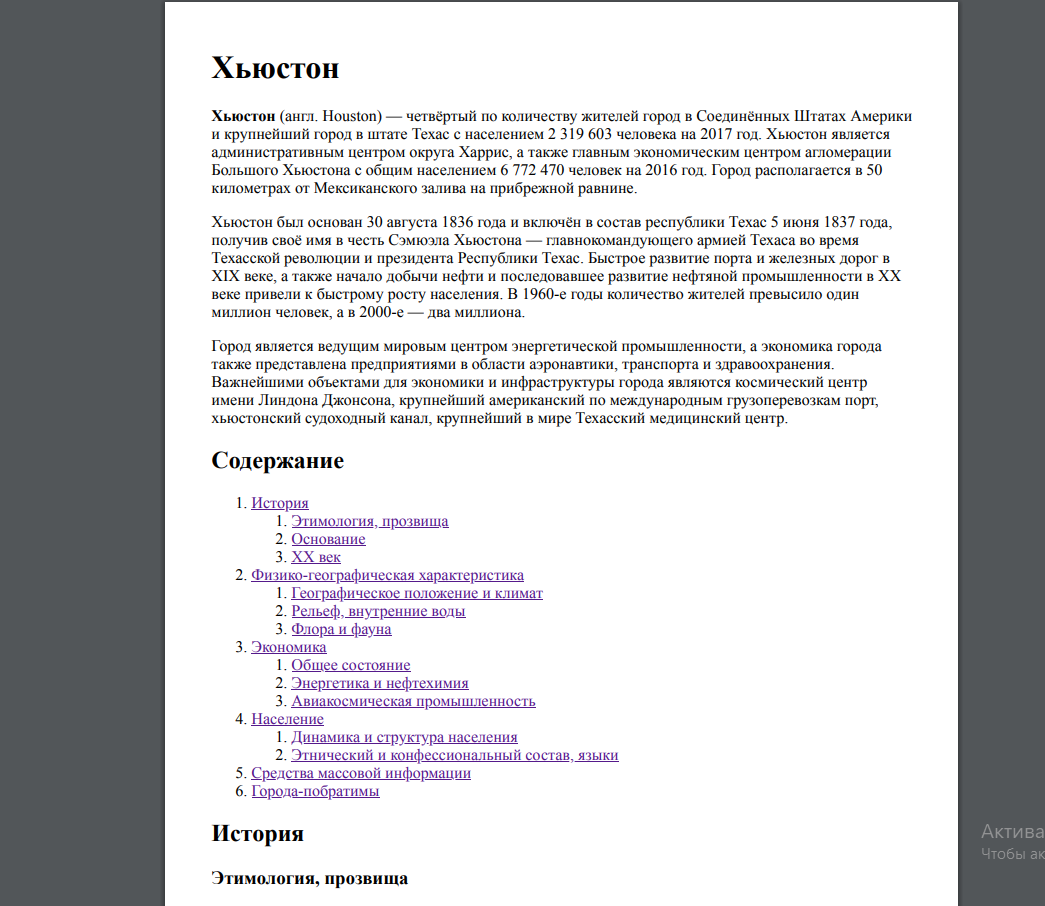 Хьюстон
Хьюстон (англ. Houston) — четвёртый по количеству жителей город в Соединённых Штатах Америки
и крупнейший город в штате Техас с населением 2 319 603 человека на 2017 год. Хьюстон является
административным центром округа Харрис, а также главным экономическим центром агломерации
Большого Хьюстона с общим населением 6 772 470 человек на 2016 год. Город располагается в 50
километрах от Мексиканского залива на прибрежной равнине.
Хьюстон был основан 30 августа 1836 года и включён в состав республики Техас 5 июня 1837 года,
получив своё имя в честь Сэмюэла Хьюстона — главнокомандующего армией Техаса во время
Техасской революции и президента Республики Техас. Быстрое развитие порта и железных дорог в
XIX веке, а также начало добычи нефти и последовавшее развитие нефтяной промышленности в XX
веке привели к быстрому росту населения. В 1960-е годы количество жителей превысило один
миллион человек, а в 2000-е — два миллиона.
Город является ведущим мировым центром энергетической промышленности, а экономика города
также представлена предприятиями в области аэронавтики, транспорта и здравоохранения.
Важнейшими объектами для экономики и инфраструктуры города являются космический центр
имени Линдона Джонсона, крупнейший американский по международным грузоперевозкам порт,
хьюстонский судоходный канал, крупнейший в мире Техасский медицинский центр.
Содержание
1. История
1. Этимология, прозвища
2. Основание
3. XX век
2. Физико-географическая характеристика
1. Географическое положение и климат
2. Рельеф, внутренние воды
3. Флора и фауна
3. Экономика
1. Общее состояние
2. Энергетика и нефтехимия
3. Авиакосмическая промышленность
4. Население
1. Динамика и структура населения
2. Этнический и конфессиональный состав, языки
5. Средства массовой информации
6. Города-побратимы
История
Этимология, прозвища
Актива
Чтобы ак